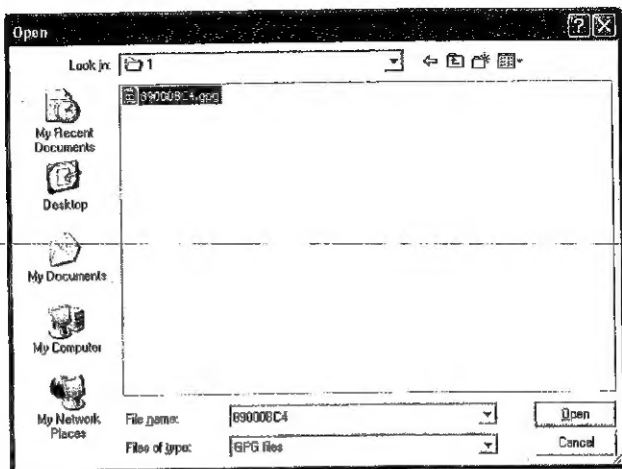 Open
Look in: 1
89000BC4.gpg
My Recent
Documents
Desktop
My Documents
My Computer
My Network
Places
File name: 89000BC4 Open
Files of type: GPG files Cancel